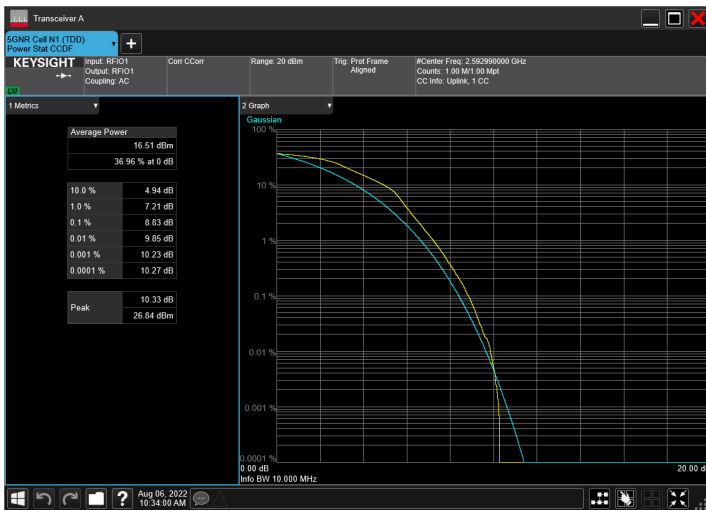 Transceiver A
5GNR Cell N1 (TDD)
Power Stat CCDF
KEYSIGHT
LXI
Input: RFIO1
Output: RFIO1
Coupling: AC
Corr CCorr
Range: 20 dBm
Trig: Prot Frame
Aligned
#Center Freq: 2.592990000 GHz
Counts: 1.00 M/1.00 Mpt
CC Info: Uplink, 1 CC
1 Metrics
Average Power
16.51 dBm
36.96 % at 0 dB
10.0 % 4.94 dB
1.0 % 7.21 dB
0.1 % 8.83 dB
0.01 % 9.85 dB
0.001 % 10.23 dB
0.0001 % 10.27 dB
Peak
10.33 dB
26.84 dBm
2 Graph
Gaussian
100 %
10 %
1 %
0.1 %
0.01 %
0.001 %
0.0001 %
0.00 dB
20.00 d
Info BW 10.000 MHz
Aug 06, 2022
10:34:00 AM